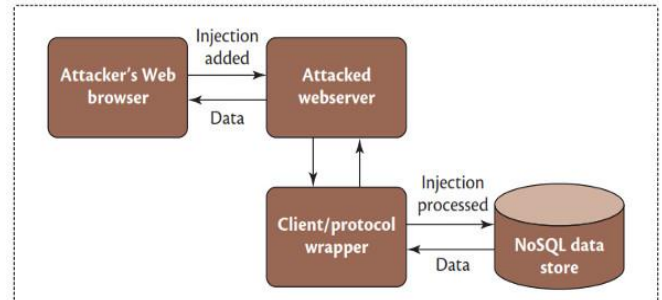 Injection
added
Attacker's Web
browser
Attacked
webserver
Data
Injection
processed
Client/protocol
wrapper
NoSQL data
store
Data